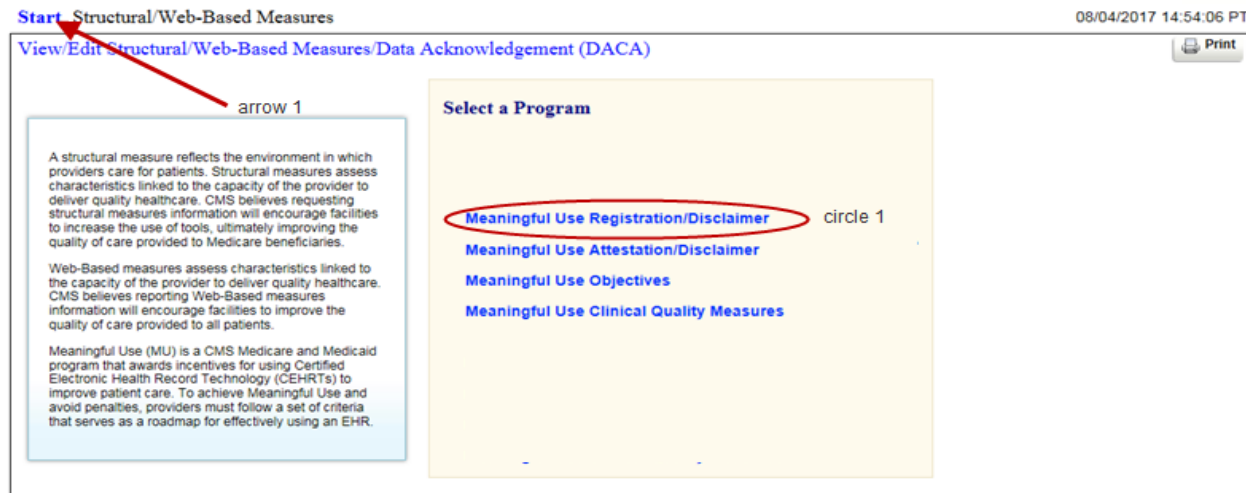 Start Structural/Web-Based Measures
08/04/2017 14:54:06 PT
View/Edit Structural/Web-Based Measures/Data Acknowledgement (DACA)
Print
arrow 1
A structural measure reflects the environment in which
providers care for patients. Structural measures assess
characteristics linked to the capacity of the provider to
deliver quality healthcare. CMS believes requesting
structural measures information will encourage facilities
to increase the use of tools, ultimately improving the
quality of care provided to Medicare beneficiaries.
Web-Based measures assess characteristics linked to
the capacity of the provider to deliver quality healthcare.
CMS believes reporting Web-Based measures
information will encourage facilities to improve the
quality of care provided to all patients.
Meaningful Use (MU) is a CMS Medicare and Medicaid
program that awards incentives for using Certified
Electronic Health Record Technology (CEHRTs) to
improve patient care. To achieve Meaningful Use and
avoid penalties, providers must follow a set of criteria
that serves as a roadmap for effectively using an EHR.
Select a Program
Meaningful Use Registration/Disclaimer
circle 1
Meaningful Use Attestation/Disclaimer
Meaningful Use Objectives
Meaningful Use Clinical Quality Measures